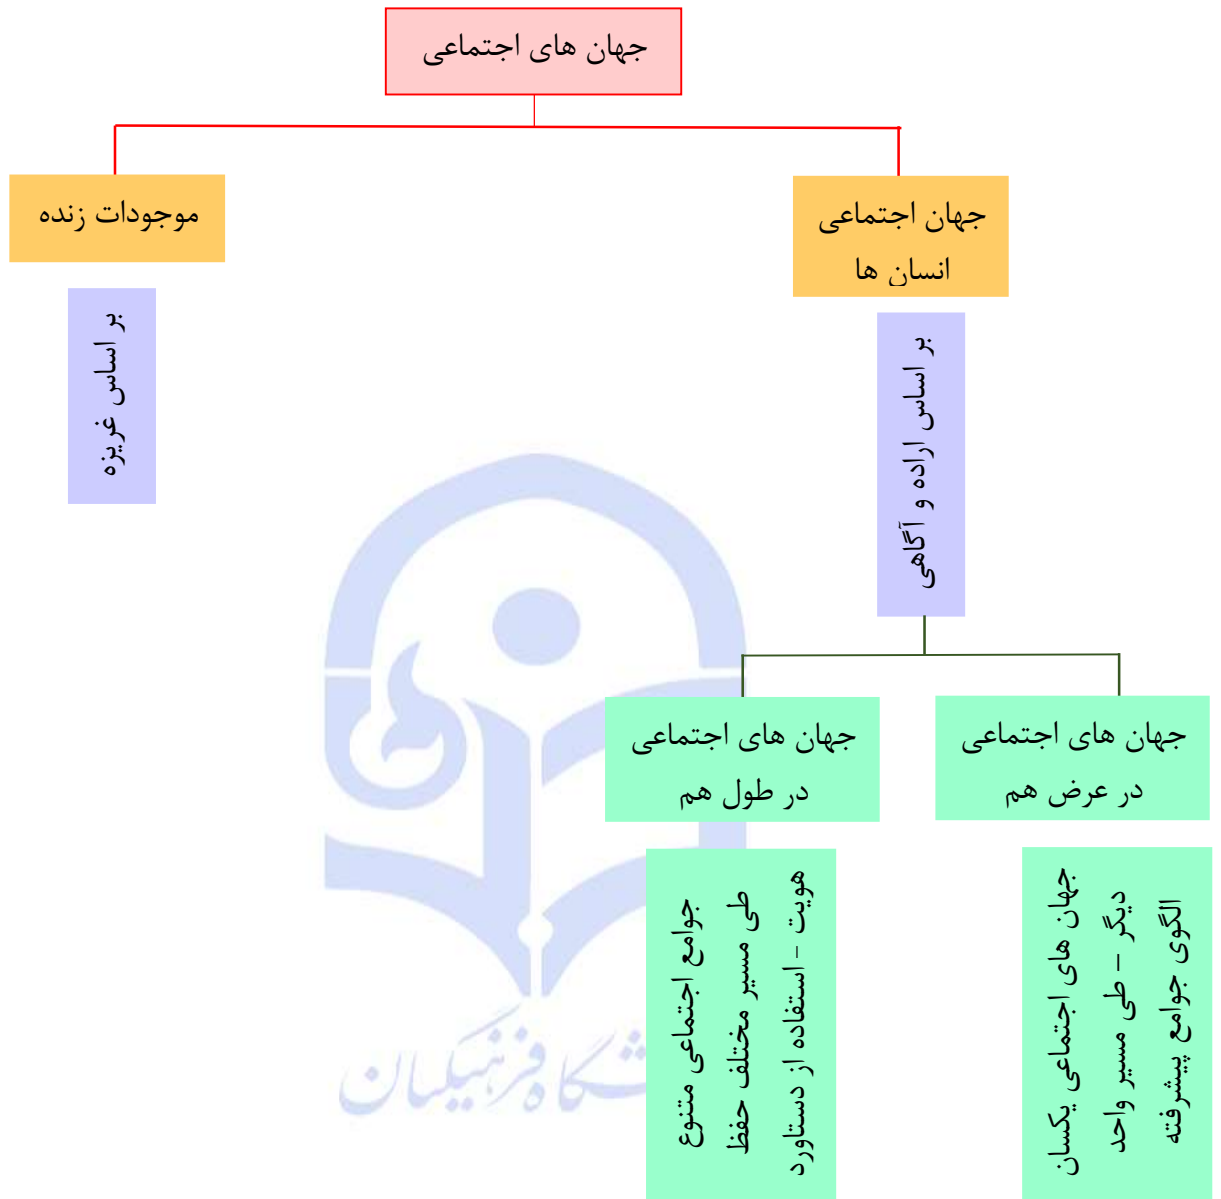 جهان های اجتماعی
جهان اجتماعی
انسان ها
موجودات زنده
بر اساس اراده و آگاهی
بر اساس غریزه
جهان های اجتماعی
در عرض هم
جهان های اجتماعی
در طول هم
جهان های اجتماعی یکسان
دیگر – طی مسیر واحد
الگوی جوامع پیشرفته
جوامع اجتماعی متنوع
طی مسیر مختلف حفظ
هویت - استفاده از دستاورد
فرهنگیان